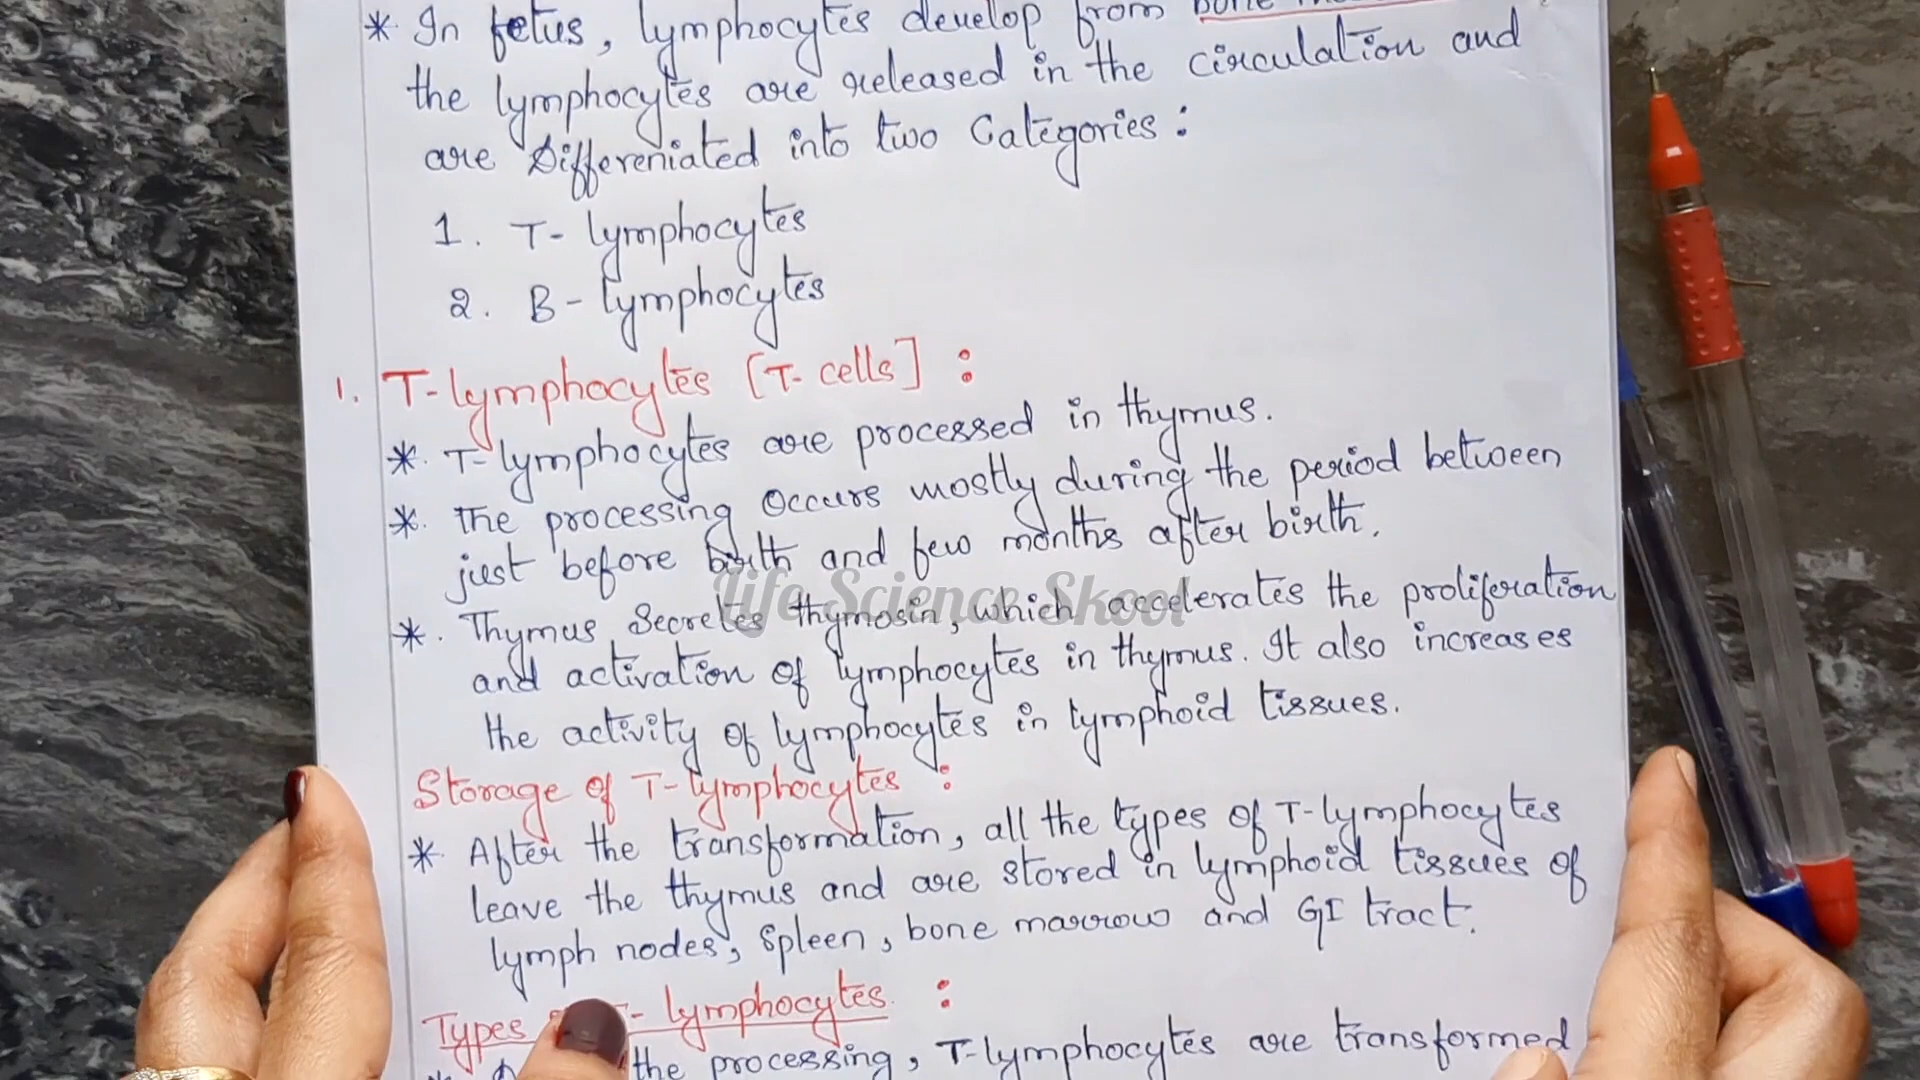 * In fetus, lymphocytes develop from bone
the lymphocytes are released in the circulation and
are Differeniated into two Categories :
1. T- lymphocytes
2. B - lymphocytes
1. T-lymphocytes [T- cells] :
* T-lymphocytes are processed in thymus.
* The processing occurs mostly during the period between
just before birth and few months after birth.
* Thymus secretes thymosin, which accelerates the proliferation
Life Science Skool
and activation of lymphocytes in thymus. It also increases
the activity of lymphocytes in lymphoid tissues.
Storage of T-lymphocytes :
* After the transformation, all the types of T-lymphocytes
leave the thymus and are stored in lymphoid tissues of
lymph nodes, spleen, bone marrow and GI tract.
Types T- lymphocytes :
* the processing, T-lymphocytes are transformed